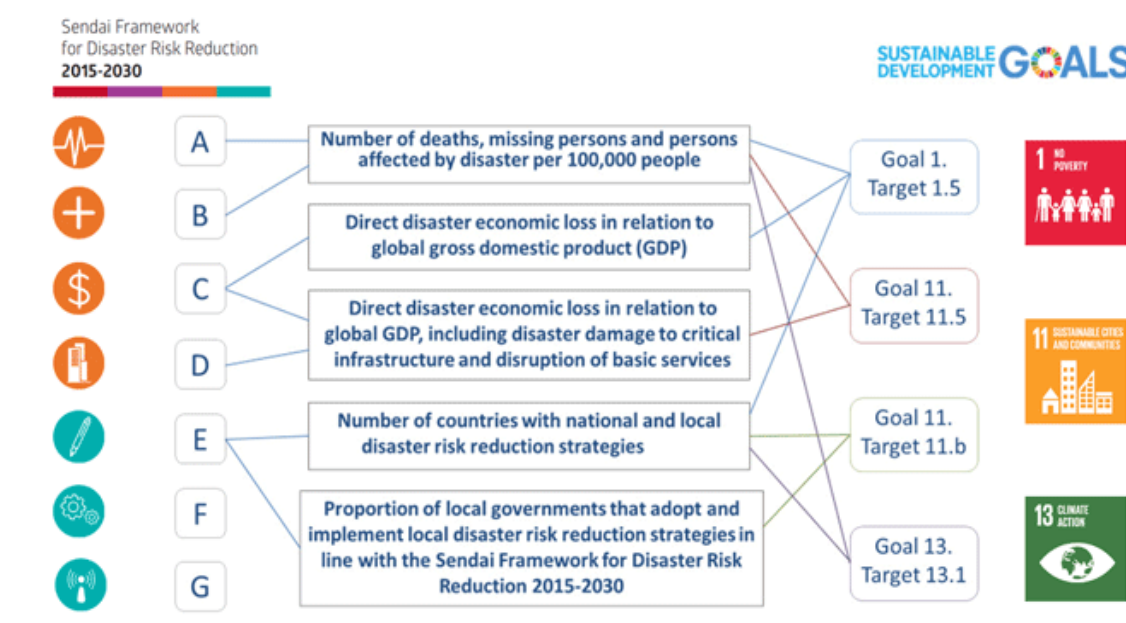 Sendai Framework
for Disaster Risk Reduction
2015-2030
SUSTAINABLE
DEVELOPMENT GOALS
A
B
C
D
E
F
G
Number of deaths, missing persons and persons
affected by disaster per 100,000 people
Direct disaster economic loss in relation to
global gross domestic product (GDP)
Direct disaster economic loss in relation to
global GDP, including disaster damage to critical
infrastructure and disruption of basic services
Number of countries with national and local
disaster risk reduction strategies
Proportion of local governments that adopt and
implement local disaster risk reduction strategies in
line with the Sendai Framework for Disaster Risk
Reduction 2015-2030
Goal 1.
Target 1.5
Goal 11.
Target 11.5
Goal 11.
Target 11.b
Goal 13.
Target 13.1
1 NO
POVERTY
11 SUSTAINABLE CITIES
AND COMMUNITIES
13 CLIMATE
ACTION